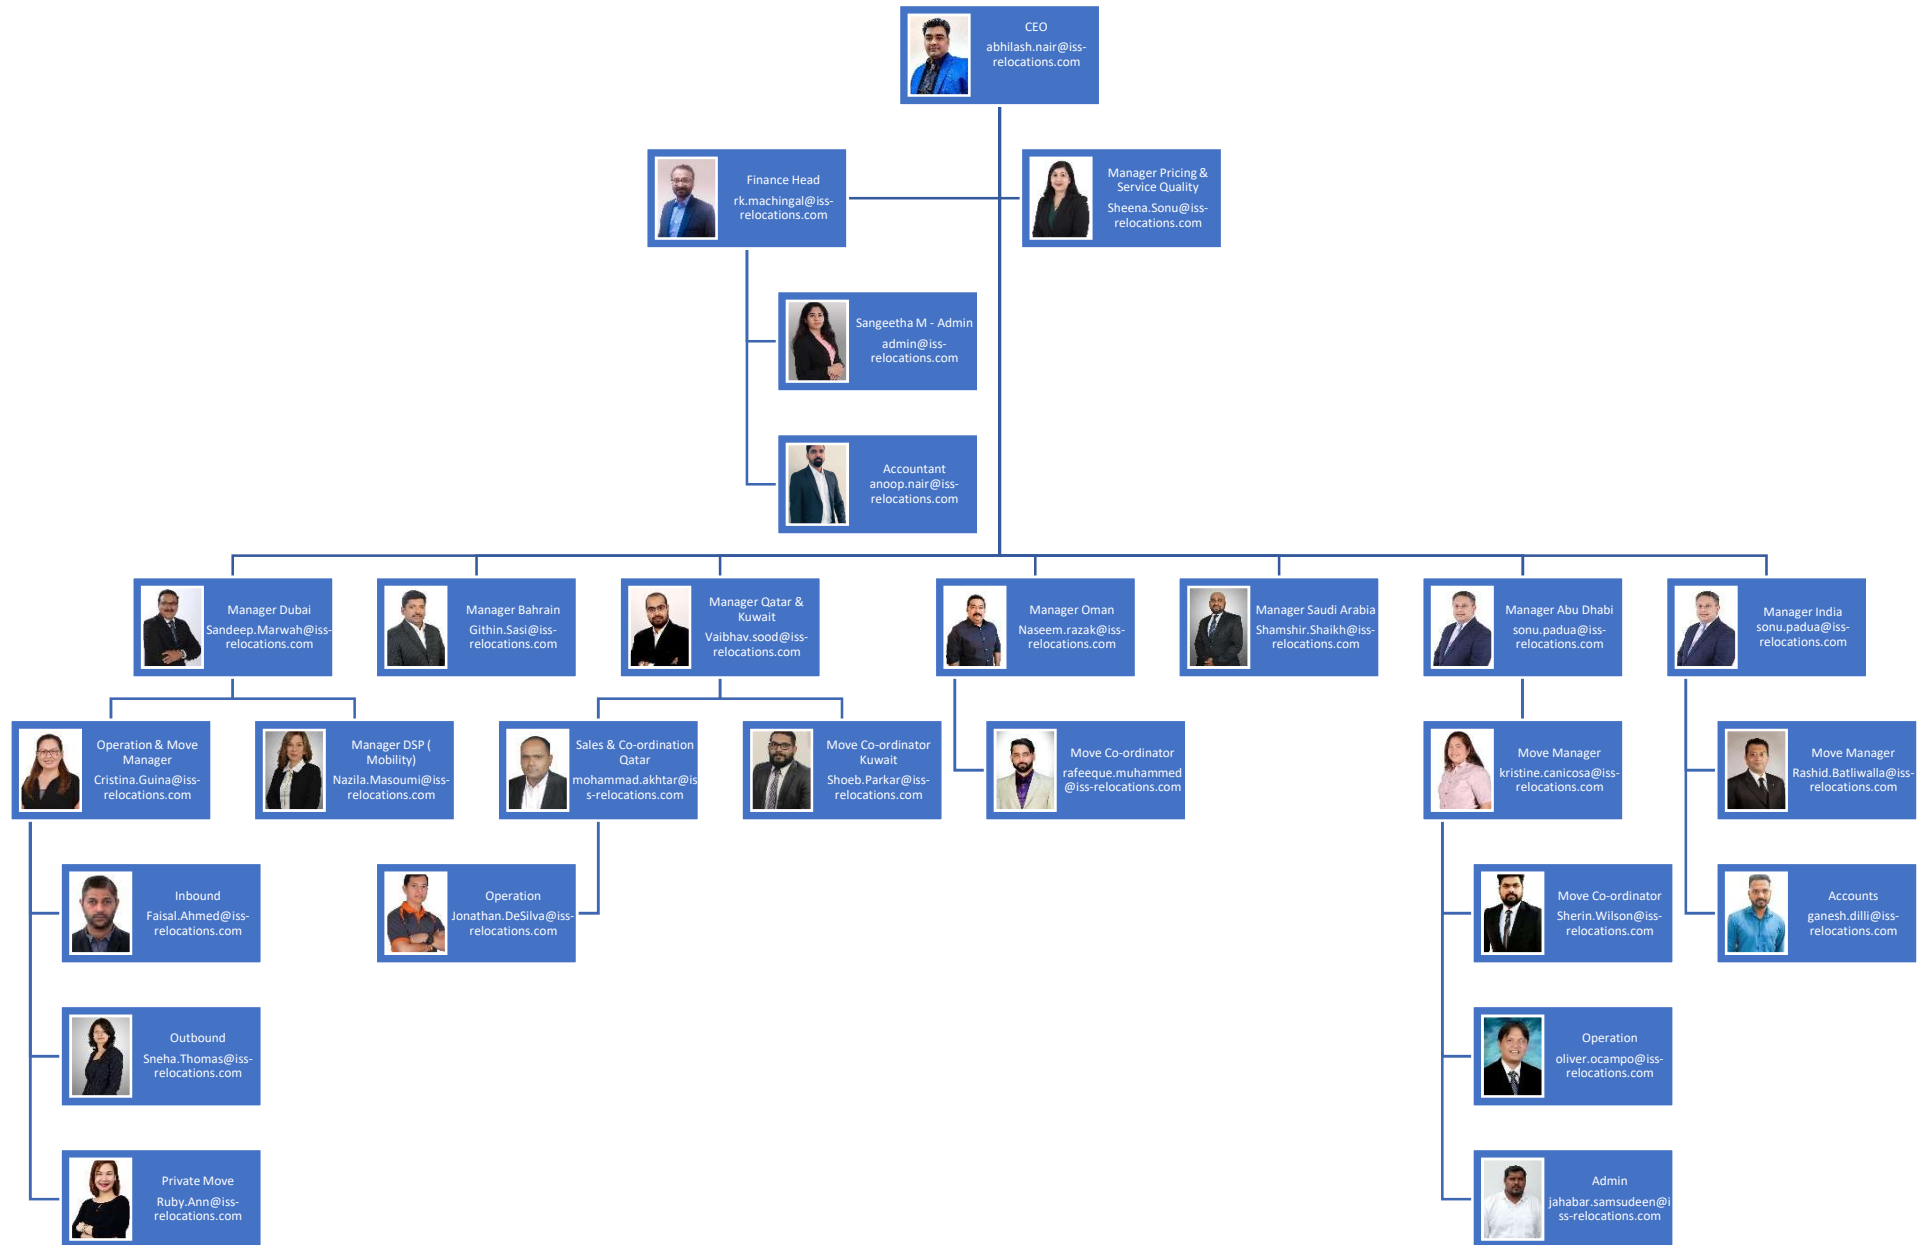 CEO
abhilash.nair@iss-
relocations.com
Finance Head
rk.machingal@iss-
relocations.com
Manager Pricing &
Service Quality
Sheena.Sonu@iss-
relocations.com
Sangeetha M - Admin
admin@iss-
relocations.com
Accountant
anoop.nair@iss-
relocations.com
Manager Dubai
Sandeep.Marwah@iss-
relocations.com
Manager Bahrain
Githin.Sasi@iss-
relocations.com
Manager Qatar &
Kuwait
Vaibhav.sood@iss-
relocations.com
Manager Oman
Naseem.razak@iss-
relocations.com
Manager Saudi Arabia
Shamshir.Shaikh@iss-
relocations.com
Manager Abu Dhabi
sonu.padua@iss-
relocations.com
Manager India
sonu.padua@iss-
relocations.com
Operation & Move
Manager
Cristina.Guina@iss-
relocations.com
Manager DSP (
Mobility)
Nazila.Masoumi@iss-
relocations.com
Sales & Co-ordination
Qatar
mohammad.akhtar@is
s-relocations.com
Move Co-ordinator
Kuwait
Shoeb.Parkar@iss-
relocations.com
Move Co-ordinator
rafeeque.muhammed
@iss-relocations.com
Move Manager
kristine.canicosa@iss-
relocations.com
Move Manager
Rashid.Batliwalla@iss-
relocations.com
Inbound
Faisal.Ahmed@iss-
relocations.com
Operation
Jonathan.DeSilva@iss-
relocations.com
Move Co-ordinator
Sherin.Wilson@iss-
relocations.com
Accounts
ganesh.dilli@iss-
relocations.com
Outbound
Sneha.Thomas@iss-
relocations.com
Operation
oliver.ocampo@iss-
relocations.com
Private Move
Ruby.Ann@iss-
relocations.com
Admin
jahabar.samsudeen@i
ss-relocations.com